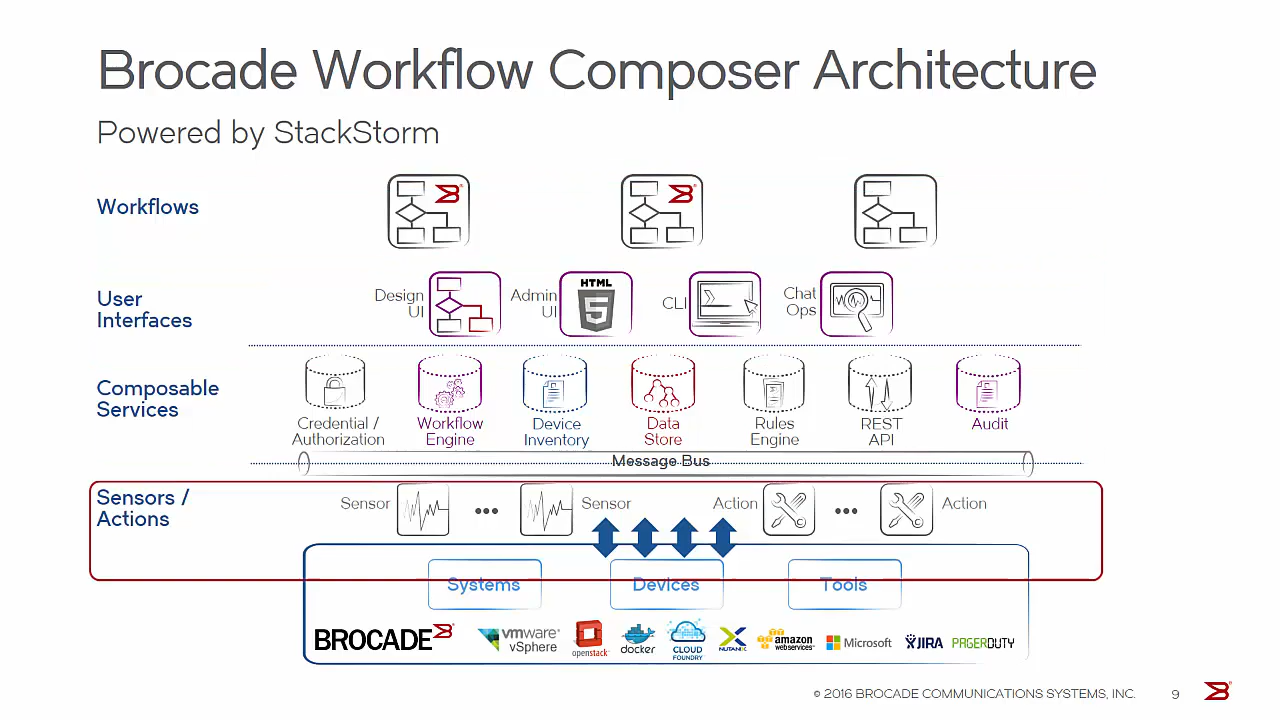 Brocade Workflow Composer Architecture
Powered by StackStorm
Workflows
User
Interfaces
Design
UI
Admin
UI
HTML
5
CLI
Chat
Ops
Composable
Services
Credential /
Authorization
Workflow
Engine
Device
Inventory
Data
Store
Rules
Engine
REST
API
Audit
Message Bus
Sensors /
Actions
Sensor
Sensor
Action
Action
Systems
Devices
Tools
BROCADE
vmware®
vSphere
openstack
docker
CLOUD
FOUNDRY
NUTANIX
amazon
webservices
Microsoft
JIRA
PAGERDUTY
© 2016 BROCADE COMMUNICATIONS SYSTEMS, INC.
9